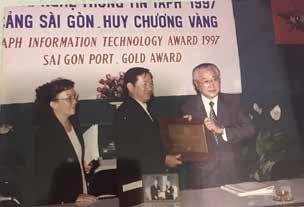 NGHỆ THÔNG TIN IAPH 1997
CẢNG SÀI GÒN . HUY CHƯƠNG VÀNG
IAPH INFORMATION TECHNOLOGY AWARD 1997
SAI GON PORT . GOLD AWARD